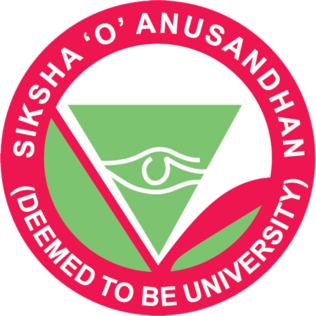 SIKSHA 'O' ANUSANDHAN
(DEEMED TO BE UNIVERSITY)